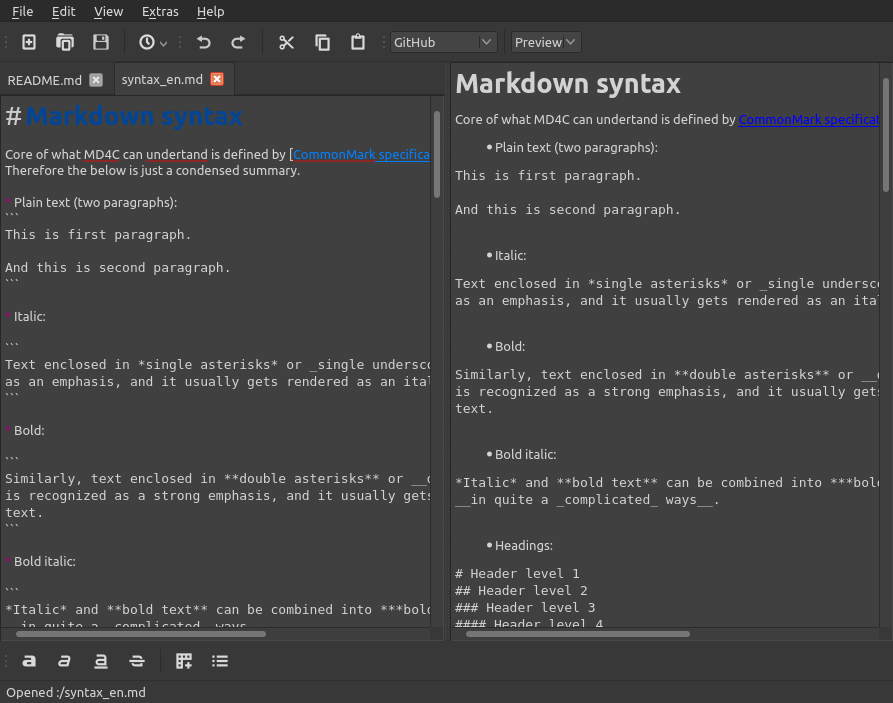 File Edit View Extras Help
GitHub Preview
README.md syntax_en.md
# Markdown syntax
Core of what MD4C can undertand is defined by [CommonMark specifica
Therefore the below is just a condensed summary.
* Plain text (two paragraphs):
```
This is first paragraph.
And this is second paragraph.
```
* Italic:
```
Text enclosed in *single asterisks* or _single undersc
as an emphasis, and it usually gets rendered as an ital
```
* Bold:
```
Similarly, text enclosed in **double asterisks** or __
is recognized as a strong emphasis, and it usually gets
text.
```
* Bold italic:
```
*Italic* and **bold text** can be combined into ***bold
__in quite a _complicated_ ways__.
Markdown syntax
Core of what MD4C can undertand is defined by CommonMark specificat
• Plain text (two paragraphs):
This is first paragraph.
And this is second paragraph.
• Italic:
Text enclosed in *single asterisks* or _single undersc
as an emphasis, and it usually gets rendered as an ital
• Bold:
Similarly, text enclosed in **double asterisks** or __
is recognized as a strong emphasis, and it usually gets
text.
• Bold italic:
*Italic* and **bold text** can be combined into ***bold
__in quite a _complicated_ ways__.
• Headings:
# Header level 1
## Header level 2
### Header level 3
#### Header level 4
a a a
Opened :/syntax_en.md